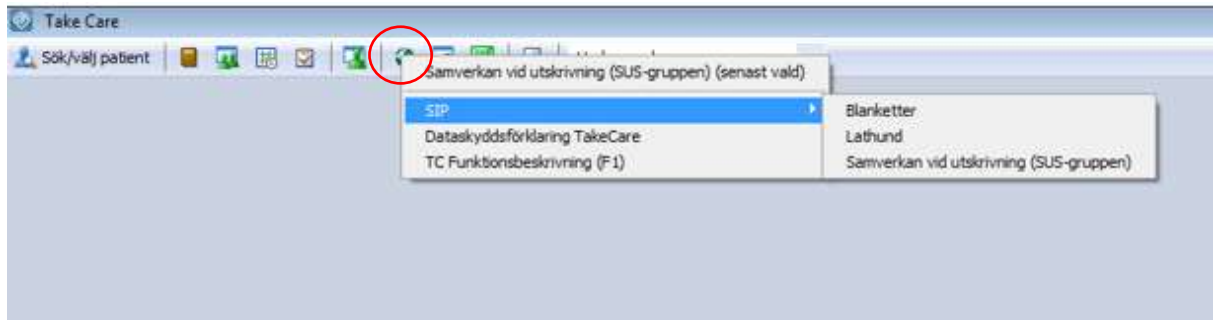 Take Care
Sök/välj patient
Samverkan vid utskrivning (SUS-gruppen) (senast vald)
SIP
Blanketter
Dataskyddsförklaring TakeCare
Lathund
TC Funktionsbeskrivning (F1)
Samverkan vid utskrivning (SUS-gruppen)